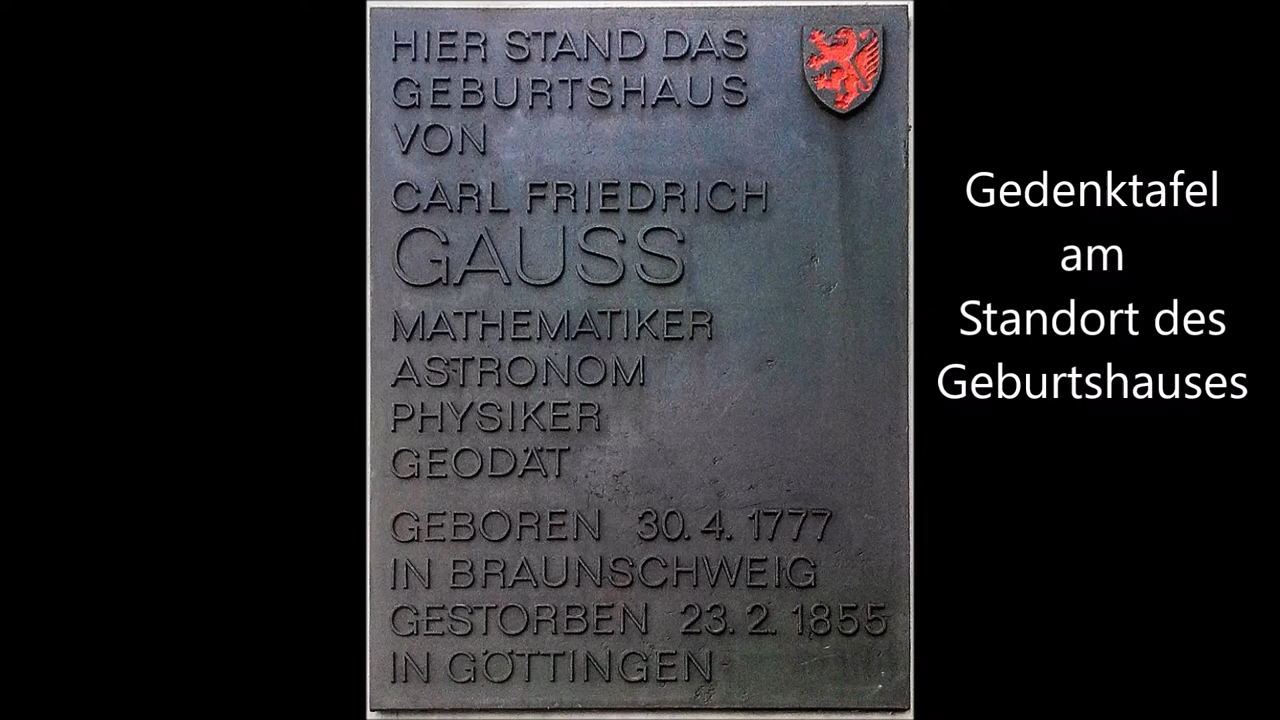 HIER STAND DAS
GEBURTSHAUS
VON
CARL FRIEDRICH
GAUSS
MATHEMATIKER
ASTRONOM
PHYSIKER
GEODÄT
GEBOREN 30. 4. 1777
IN BRAUNSCHWEIG
GESTORBEN 23. 2. 1855
IN GÖTTINGEN
Gedenktafel
am
Standort des
Geburtshauses